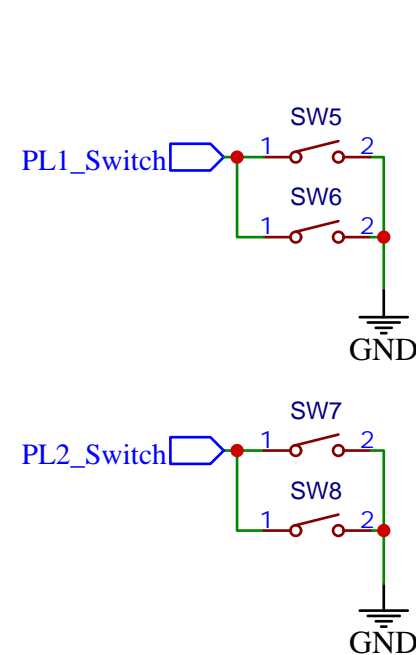 SW5
PL1_Switch 1 2
SW6
1 2
GND
SW7
PL2_Switch 1 2
SW8
1 2
GND